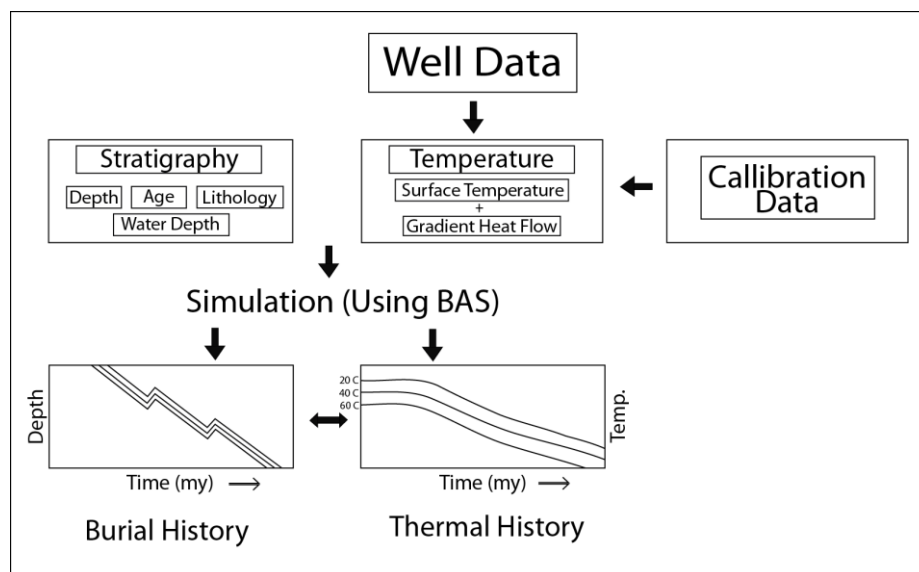 Well Data
Stratigraphy
Depth Age Lithology
Water Depth
Temperature
Surface Temperature
+
Gradient Heat Flow
Callibration
Data
Simulation (Using BAS)
Depth
Time (my)
Burial History
20 C
40 C
60 C
Temp.
Time (my)
Thermal History